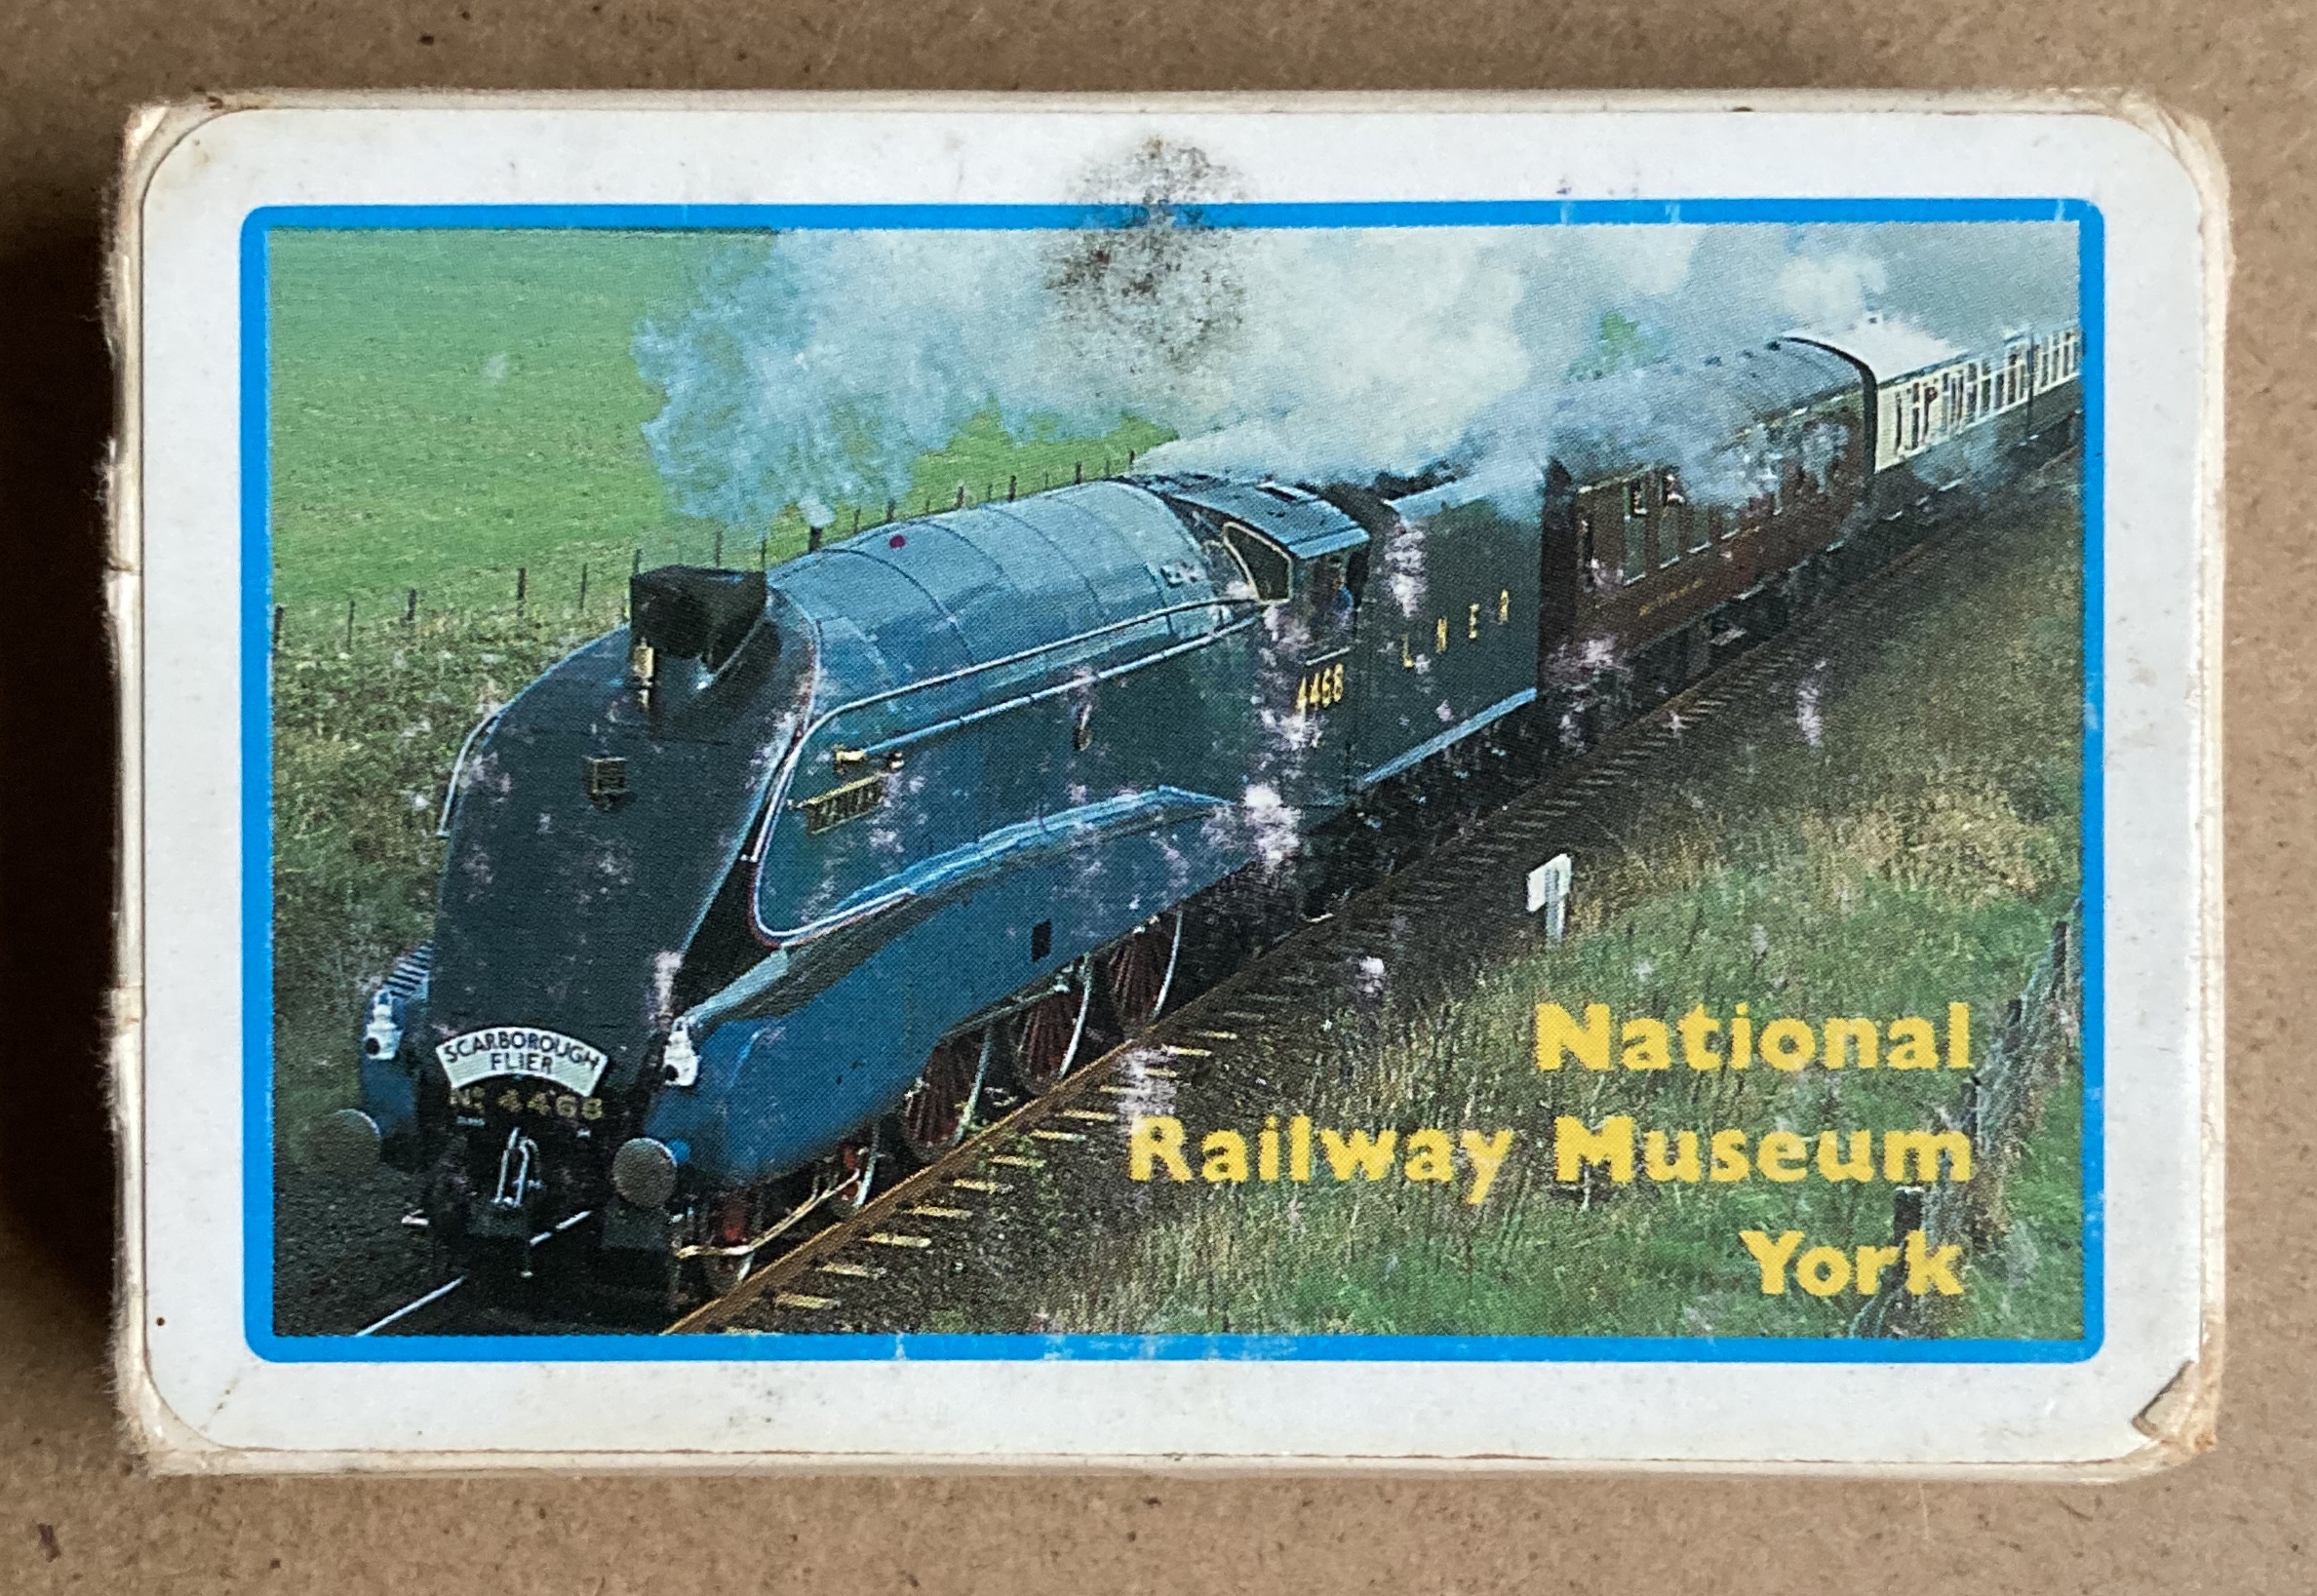 4468
L N E R
SCARBOROUGH
FLIER
Nº 4468
National
Railway Museum
York